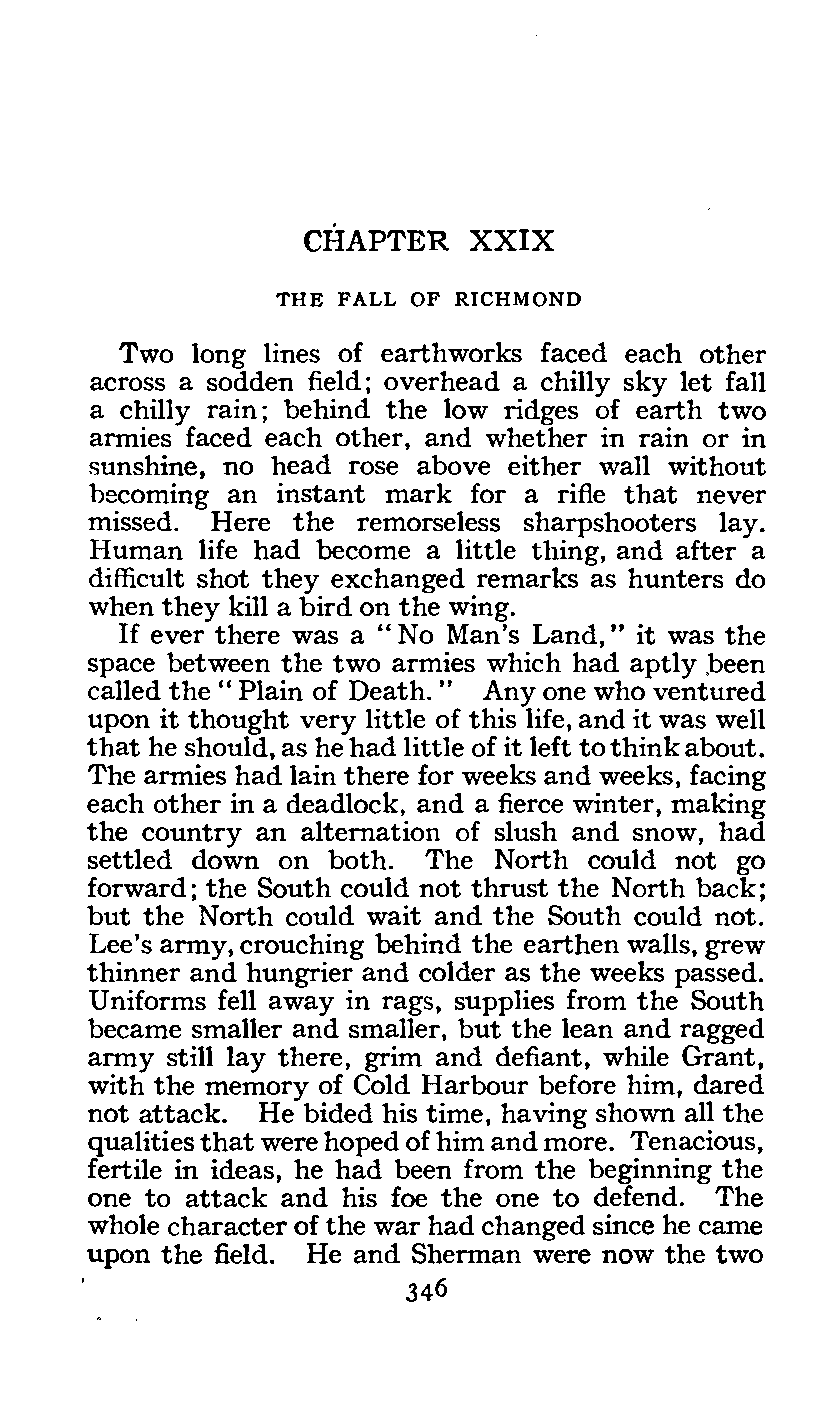 CHAPTER XXIX
THE FALL OF RICHMOND
Two long lines of earthworks faced each other
across a sodden field; overhead a chilly sky let fall
a chilly rain; behind the low ridges of earth two
armies faced each other, and whether in rain or in
sunshine, no head rose above either wall without
becoming an instant mark for a rifle that never
missed. Here the remorseless sharpshooters lay.
Human life had become a little thing, and after a
difficult shot they exchanged remarks as hunters do
when they kill a bird on the wing.
If ever there was a "No Man's Land," it was the
space between the two armies which had aptly been
called the "Plain of Death." Any one who ventured
upon it thought very little of this life, and it was well
that he should, as he had little of it left to think about.
The armies had lain there for weeks and weeks, facing
each other in a deadlock, and a fierce winter, making
the country an alternation of slush and snow, had
settled down on both. The North could not go
forward; the South could not thrust the North back;
but the North could wait and the South could not.
Lee's army, crouching behind the earthen walls, grew
thinner and hungrier and colder as the weeks passed.
Uniforms fell away in rags, supplies from the South
became smaller and smaller, but the lean and ragged
army still lay there, grim and defiant, while Grant,
with the memory of Cold Harbour before him, dared
not attack. He bided his time, having shown all the
qualities that were hoped of him and more. Tenacious,
fertile in ideas, he had been from the beginning the
one to attack and his foe the one to defend. The
whole character of the war had changed since he came
upon the field. He and Sherman were now the two
346